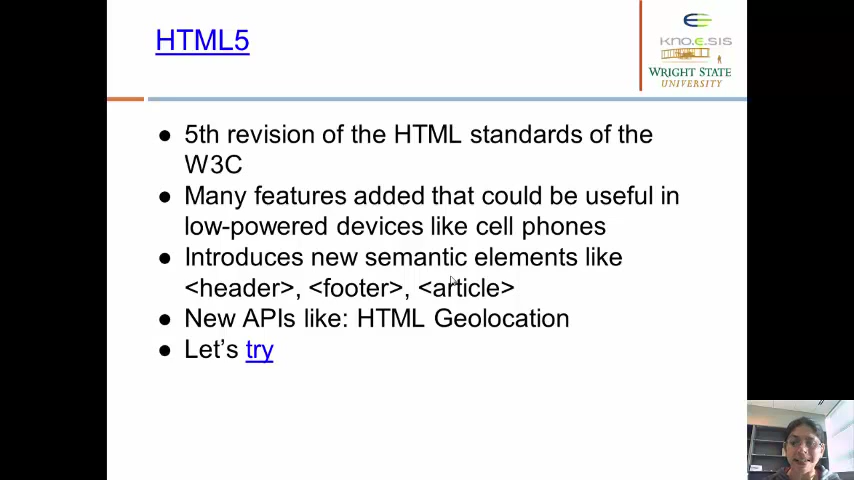 HTML5
KNO.E.SIS
WRIGHT STATE
UNIVERSITY
● 5th revision of the HTML standards of the
W3C
● Many features added that could be useful in
low-powered devices like cell phones
● Introduces new semantic elements like
<header>, <footer>, <article>
● New APIs like: HTML Geolocation
● Let's try